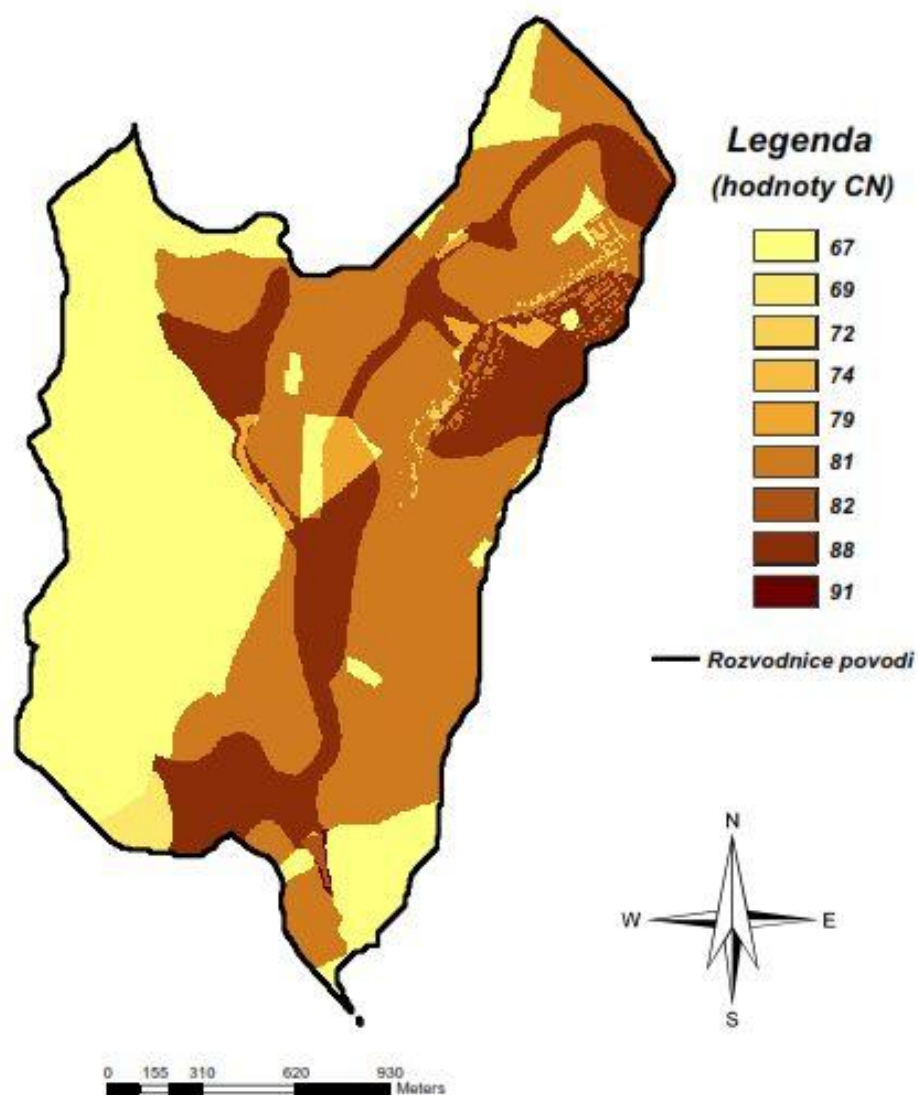 Legenda
(hodnoty CN)
67
69
72
74
79
81
82
88
91
Rozvodnice povodí
N
W E
S
0 155 310 620 930
Meters